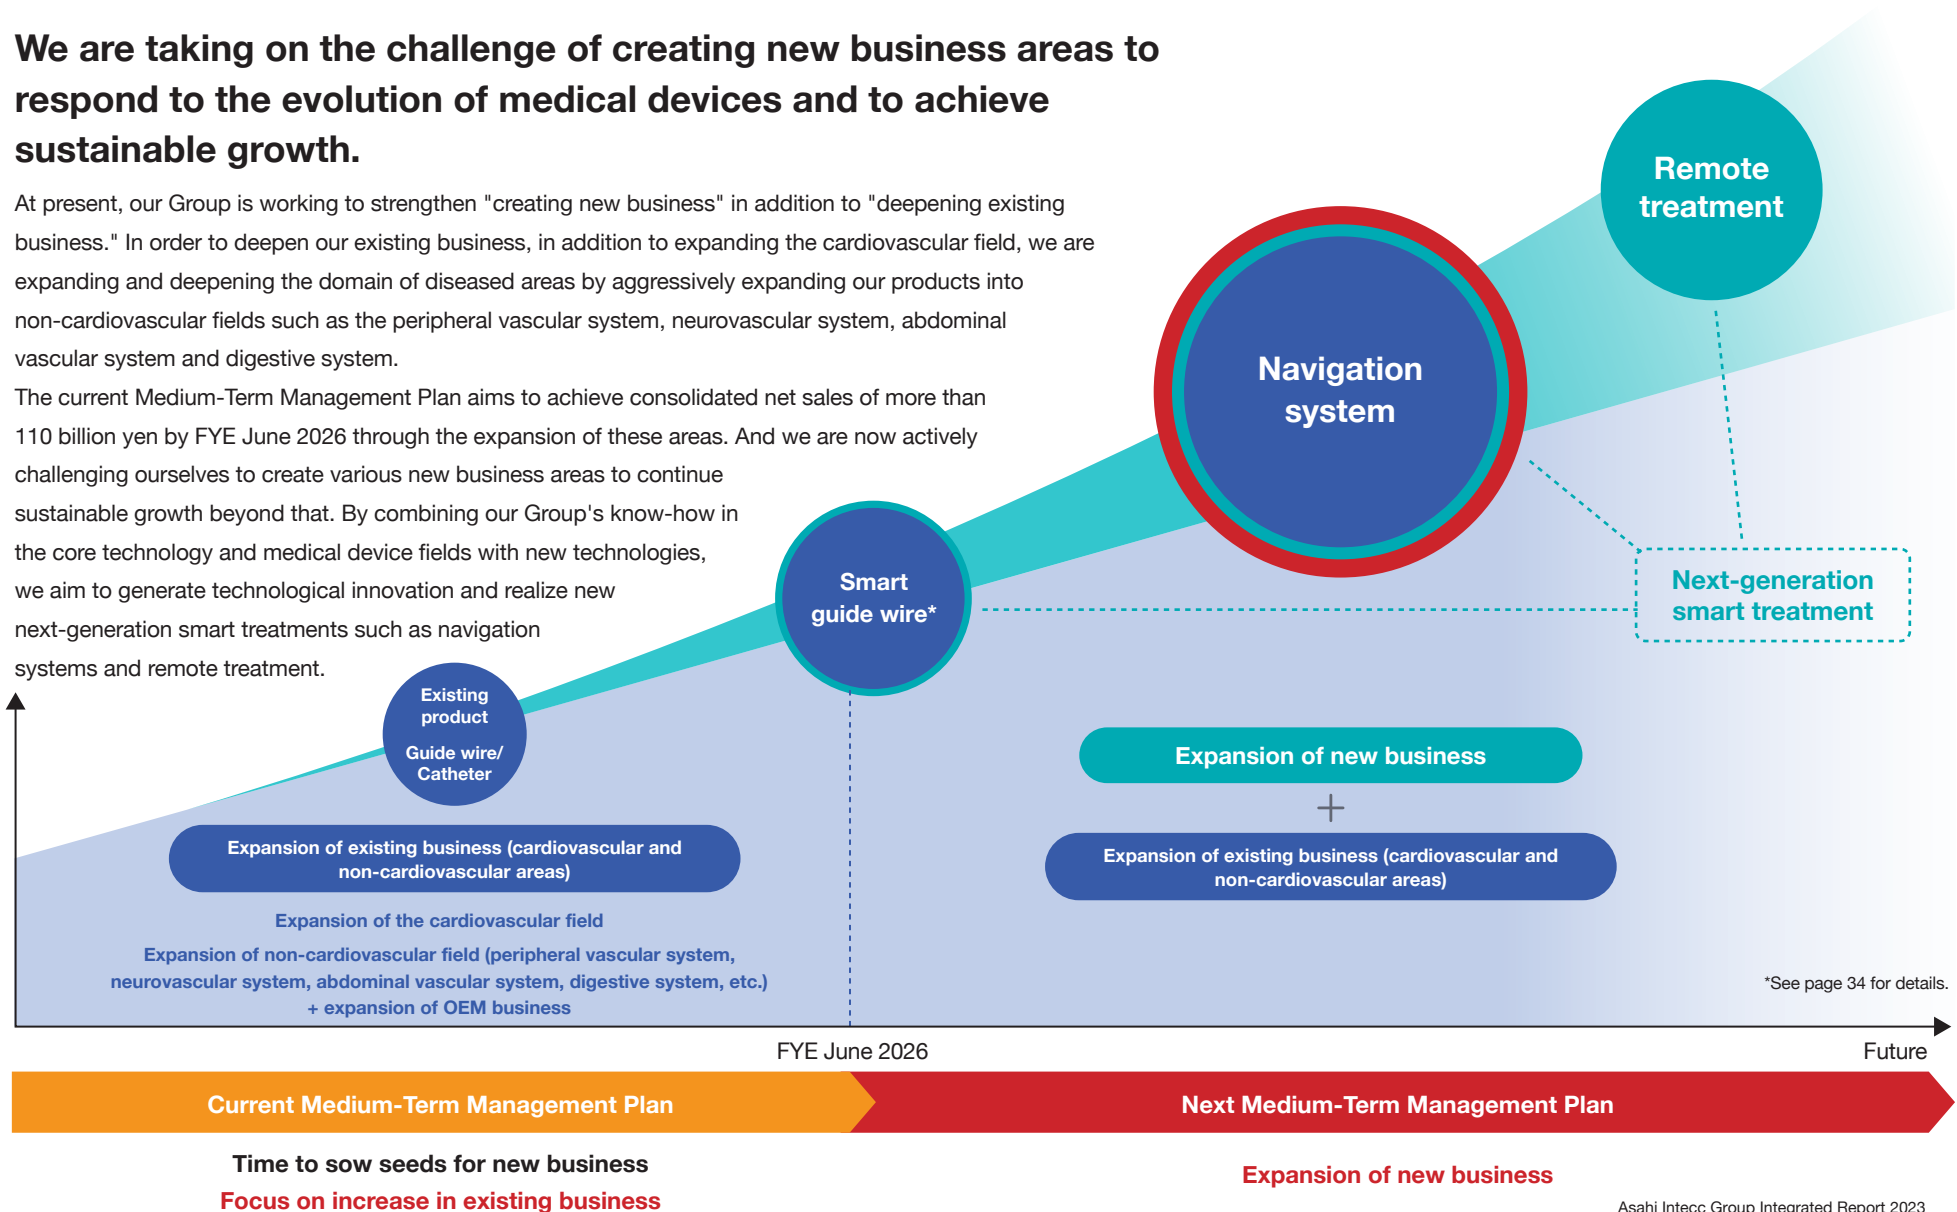 We are taking on the challenge of creating new business areas to
respond to the evolution of medical devices and to achieve
sustainable growth.
At present, our Group is working to strengthen "creating new business" in addition to "deepening existing
business." In order to deepen our existing business, in addition to expanding the cardiovascular field, we are
expanding and deepening the domain of diseased areas by aggressively expanding our products into
non-cardiovascular fields such as the peripheral vascular system, neurovascular system, abdominal
vascular system and digestive system.
The current Medium-Term Management Plan aims to achieve consolidated net sales of more than
110 billion yen by FYE June 2026 through the expansion of these areas. And we are now actively
challenging ourselves to create various new business areas to continue
sustainable growth beyond that. By combining our Group's know-how in
the core technology and medical device fields with new technologies,
we aim to generate technological innovation and realize new
next-generation smart treatments such as navigation
systems and remote treatment.
Remote
treatment
Navigation
system
Smart
guide wire*
Next-generation
smart treatment
Existing
product
Guide wire/
Catheter
Expansion of new business
+
Expansion of existing business (cardiovascular and
non-cardiovascular areas)
Expansion of existing business (cardiovascular and
non-cardiovascular areas)
Expansion of the cardiovascular field
Expansion of non-cardiovascular field (peripheral vascular system,
neurovascular system, abdominal vascular system, digestive system, etc.)
+ expansion of OEM business
*See page 34 for details.
FYE June 2026
Future
Current Medium-Term Management Plan
Next Medium-Term Management Plan
Time to sow seeds for new business
Focus on increase in existing business
Expansion of new business
Asahi Intecc Group Integrated Report 2023